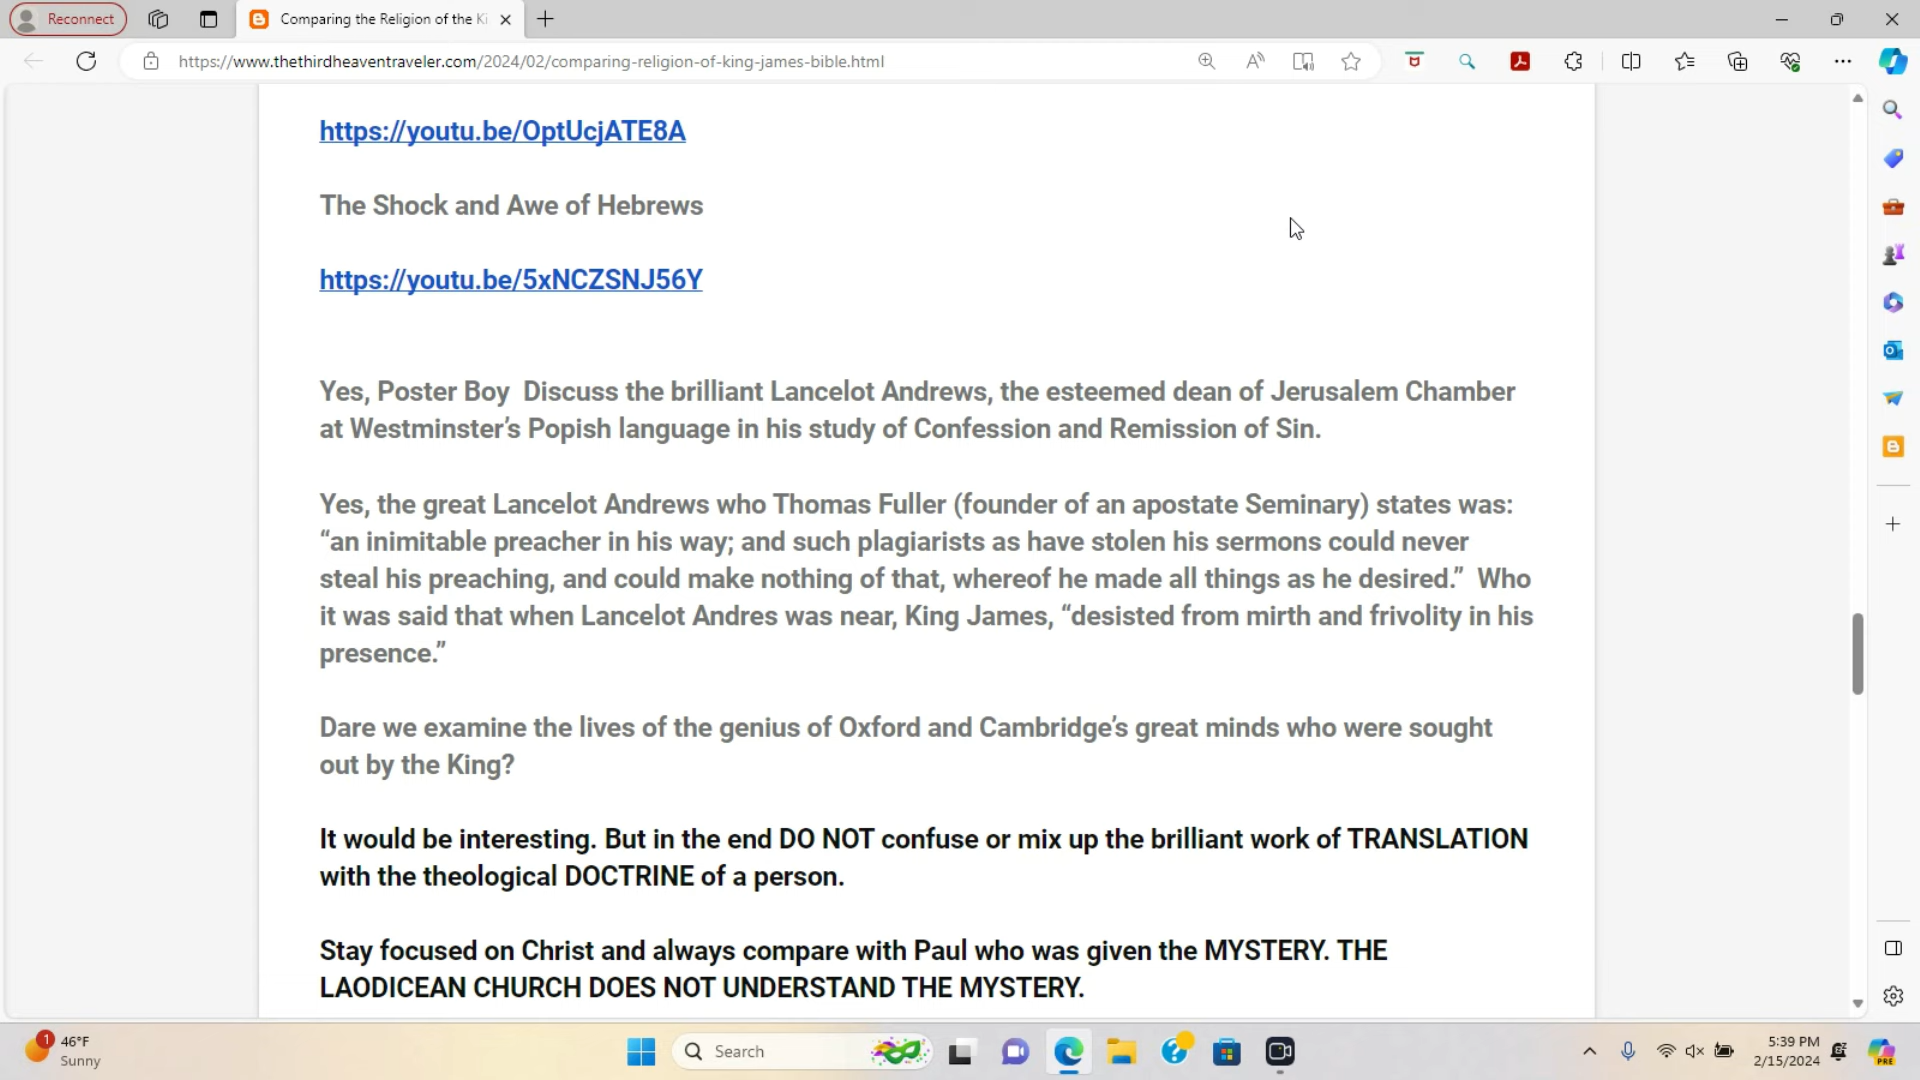 Reconnect
Comparing the Religion of the Ki
https://www.thethirdheaventraveler.com/2024/02/comparing-religion-of-king-james-bible.html
https://youtu.be/OptUcjATE8A
The Shock and Awe of Hebrews
https://youtu.be/5xNCZSNJ56Y
Yes, Poster Boy  Discuss the brilliant Lancelot Andrews, the esteemed dean of Jerusalem Chamber
at Westminster’s Popish language in his study of Confession and Remission of Sin.
Yes, the great Lancelot Andrews who Thomas Fuller (founder of an apostate Seminary) states was:
“an inimitable preacher in his way; and such plagiarists as have stolen his sermons could never
steal his preaching, and could make nothing of that, whereof he made all things as he desired.”  Who
it was said that when Lancelot Andres was near, King James, “desisted from mirth and frivolity in his
presence.”
Dare we examine the lives of the genius of Oxford and Cambridge’s great minds who were sought
out by the King?
It would be interesting. But in the end DO NOT confuse or mix up the brilliant work of TRANSLATION
with the theological DOCTRINE of a person.
Stay focused on Christ and always compare with Paul who was given the MYSTERY. THE
LAODICEAN CHURCH DOES NOT UNDERSTAND THE MYSTERY.
1
46°F
Sunny
Search
5:39 PM
2/15/2024
PRE